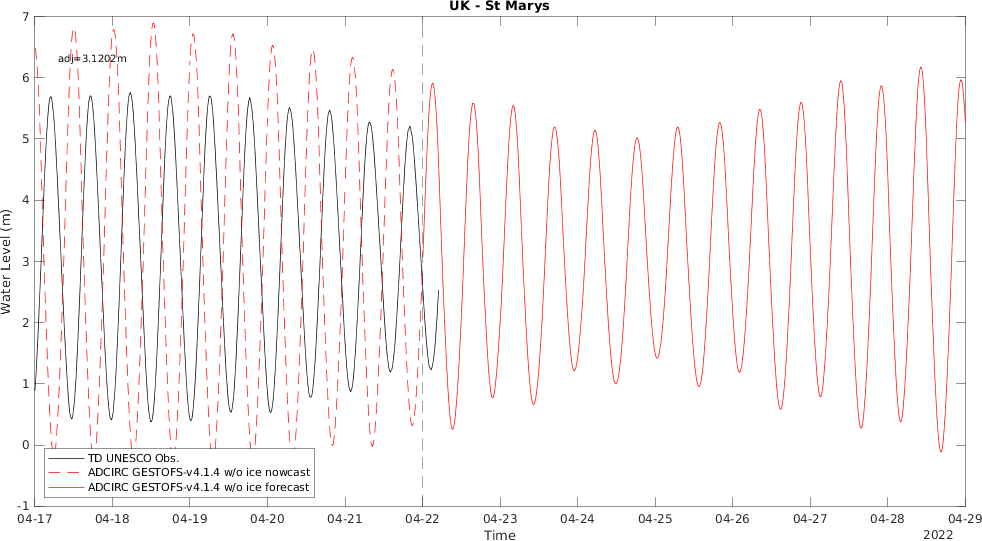 UK - St Marys
adj=3.1202m
Water Level (m)
7
6
5
4
3
2
1
0
-1
TD UNESCO Obs.
ADCIRC GESTOFS-v4.1.4 w/o ice nowcast
ADCIRC GESTOFS-v4.1.4 w/o ice forecast
04-17 04-18 04-19 04-20 04-21 04-22 04-23 04-24 04-25 04-26 04-27 04-28 04-29
Time
2022